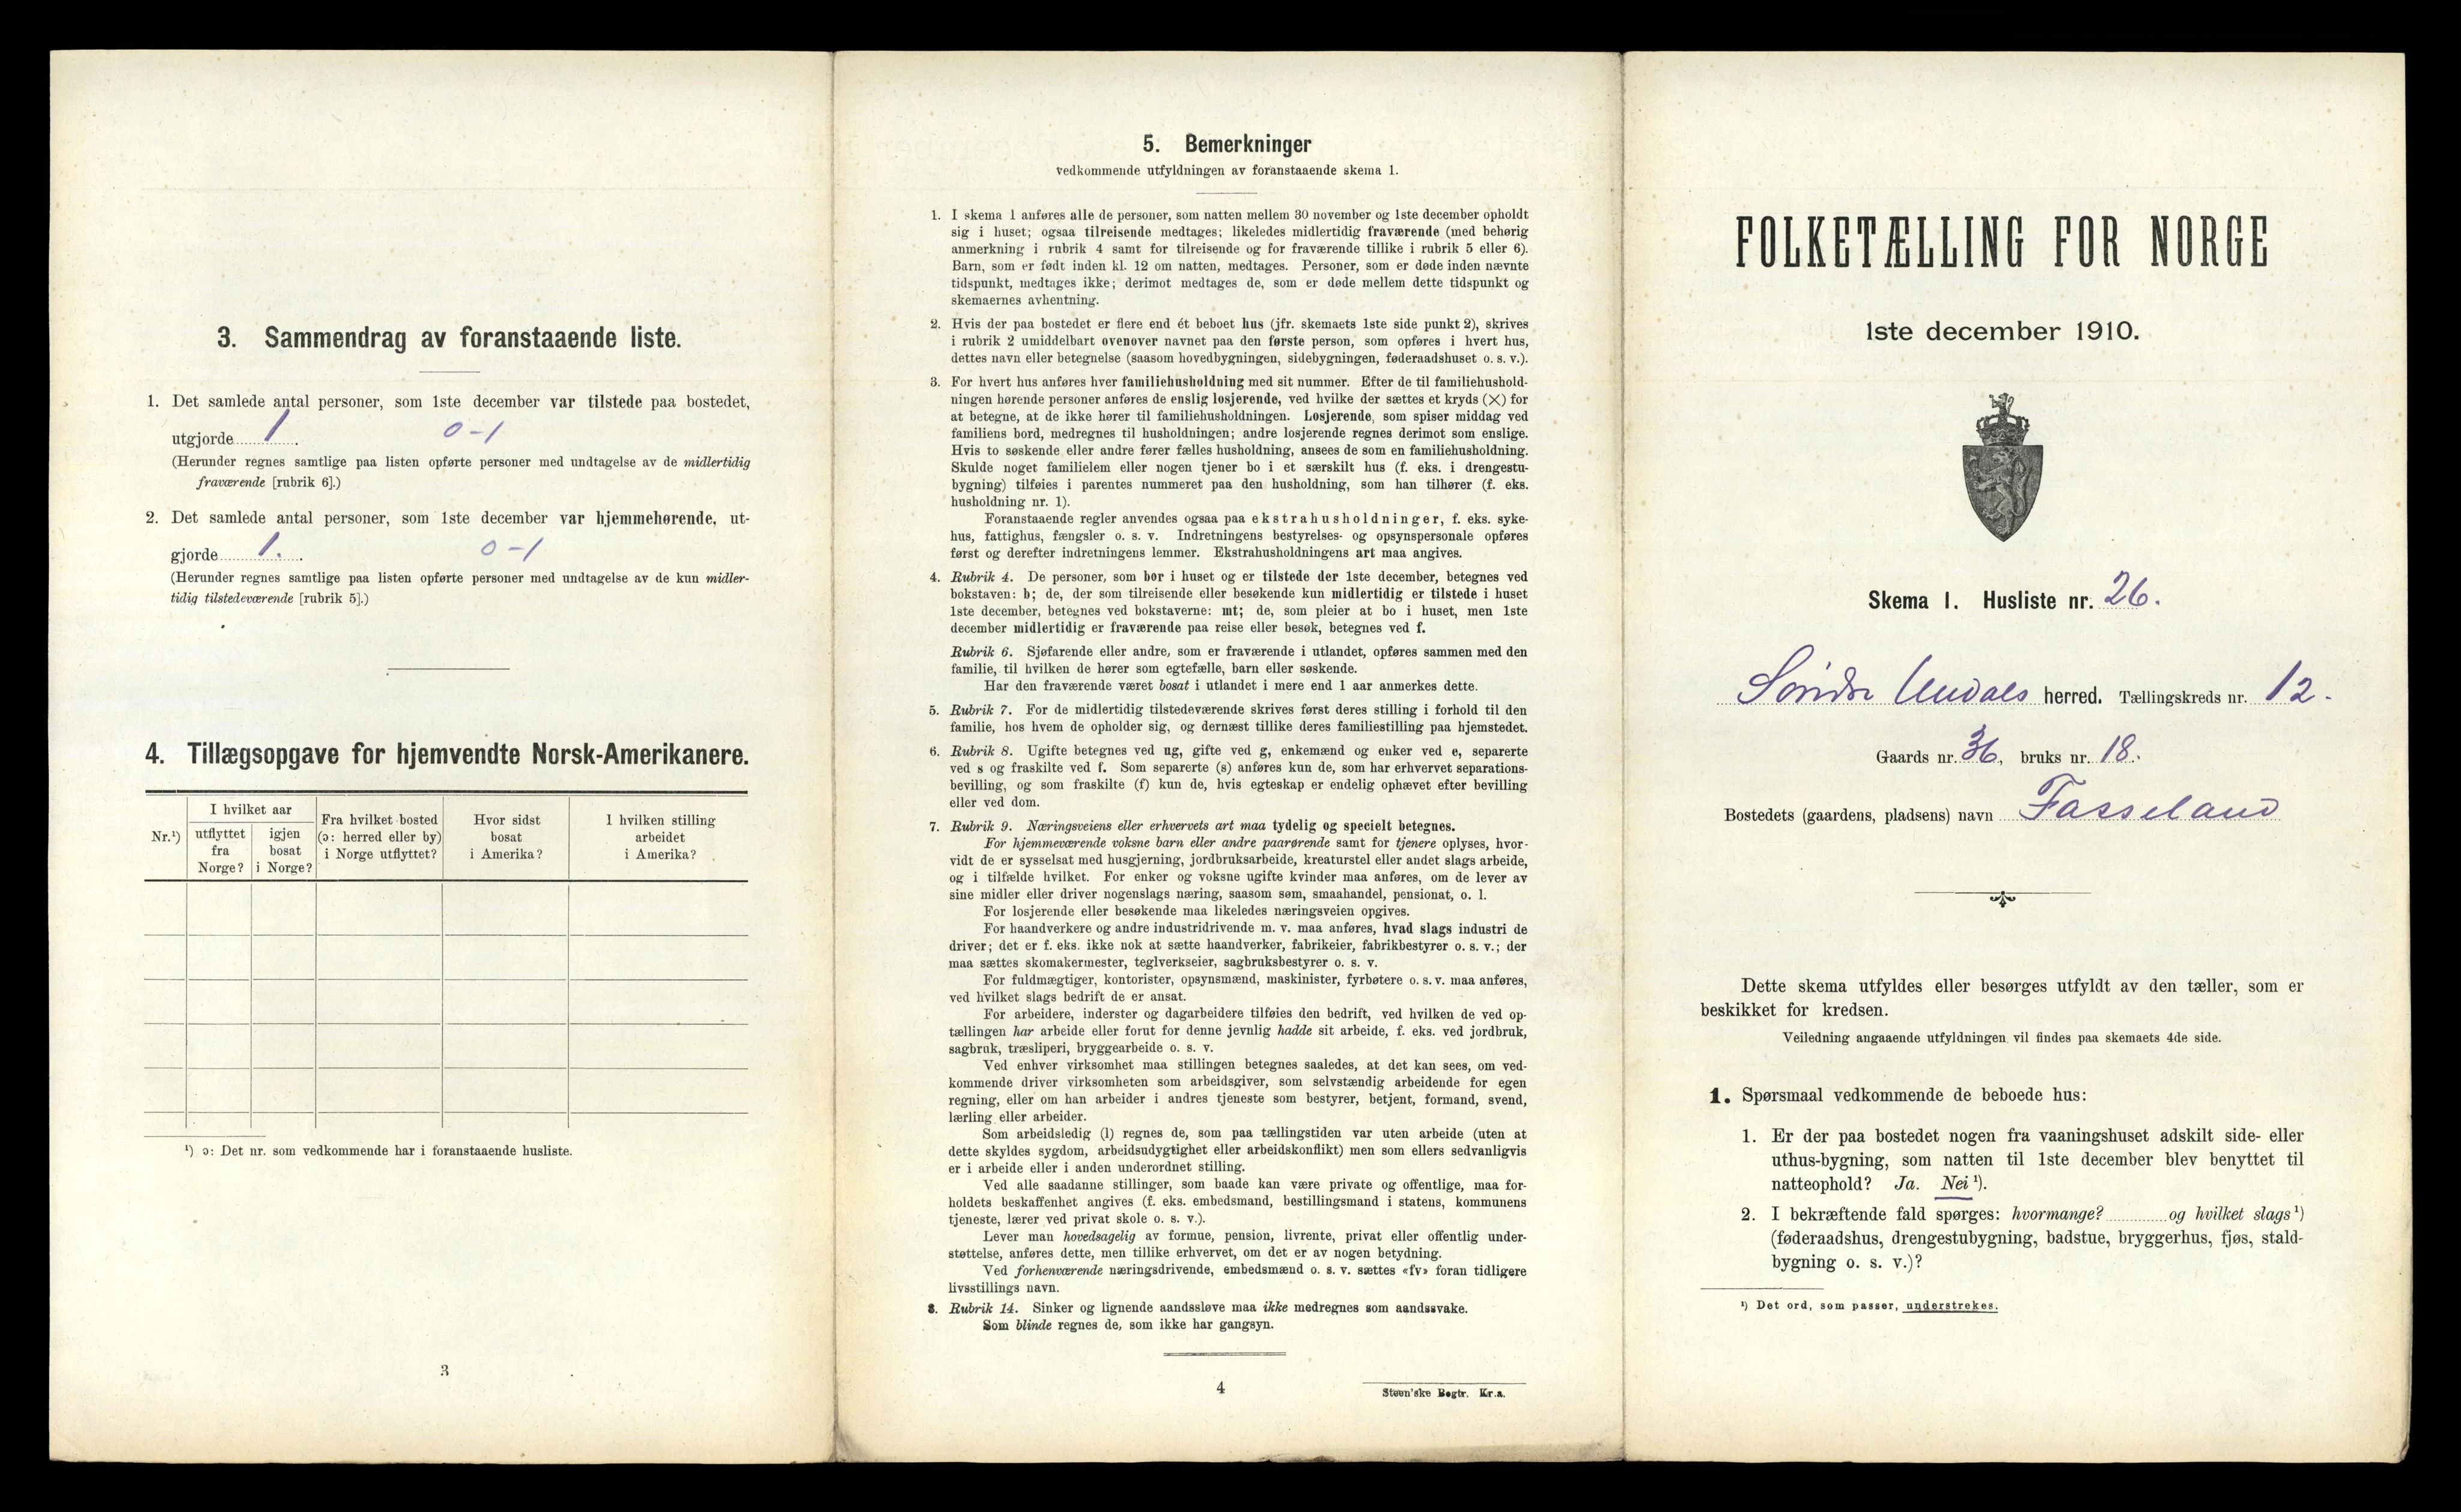 3. Sammendrag av foranstaaende liste.
1. Det samlede antal personer, som 1ste december var tilstede paa bostedet,
utgjorde 1. 0-1
(Herunder regnes samtlige paa listen opførte personer med undtagelse av de midlertidig
fraværende [rubrik 6].)
2. Det samlede antal personer, som 1ste december var hjemmehørende, ut-
gjorde 1. 0-1
(Herunder regnes samtlige paa listen opførte personer med undtagelse av de kun midler-
tidig tilstedeværende [rubrik 5].)
4. Tillægsopgave for hjemvendte Norsk-Amerikanere.
Nr.¹) I hvilket aar utflyttet fra Norge? igjen bosat i Norge? Fra hvilket bosted (ɔ: herred eller by) i Norge utflyttet? Hvor sidst bosat i Amerika? I hvilken stilling arbeidet i Amerika?
¹) ɔ: Det nr. som vedkommende har i foranstaaende husliste.
3
5. Bemerkninger
vedkommende utfyldningen av foranstaaende skema 1.
1. I skema 1 anføres alle de personer, som natten mellem 30 november og 1ste december opholdt
sig i huset; ogsaa tilreisende medtages; likeledes midlertidig fraværende (med behørig
anmerkning i rubrik 4 samt for tilreisende og for fraværende tillike i rubrik 5 eller 6).
Barn, som er født inden kl. 12 om natten, medtages. Personer, som er døde inden nævnte
tidspunkt, medtages ikke; derimot medtages de, som er døde mellem dette tidspunkt og
skemaernes avhentning.
2. Hvis der paa bostedet er flere end ét beboet hus (jfr. skemaets 1ste side punkt 2), skrives
i rubrik 2 umiddelbart ovenover navnet paa den første person, som opføres i hvert hus,
dettes navn eller betegnelse (saasom hovedbygningen, sidebygningen, føderaadshuset o. s. v.).
3. For hvert hus anføres hver familiehusholdning med sit nummer. Efter de til familiehushold-
ningen hørende personer anføres de enslig losjerende, ved hvilke der sættes et kryds (×) for
at betegne, at de ikke hører til familiehusholdningen. Losjerende, som spiser middag ved
familiens bord, medregnes til husholdningen; andre losjerende regnes derimot som enslige.
Hvis to søskende eller andre fører fælles husholdning, ansees de som en familiehusholdning.
Skulde noget familielem eller nogen tjener bo i et særskilt hus (f. eks. i drengestu-
bygning) tilføies i parentes nummeret paa den husholdning, som han tilhører (f. eks.
husholdning nr. 1).
Foranstaaende regler anvendes ogsaa paa ekstrahusholdninger, f. eks. syke-
hus, fattighus, fængsler o. s. v. Indretningens bestyrelses- og opsynspersonale opføres
først og derefter indretningens lemmer. Ekstrahusholdningens art maa angives.
4. Rubrik 4. De personer, som bor i huset og er tilstede der 1ste december, betegnes ved
bokstaven: b; de, der som tilreisende eller besøkende kun midlertidig er tilstede i huset
1ste december, betegnes ved bokstaverne: mt; de, som pleier at bo i huset, men 1ste
december midlertidig er fraværende paa reise eller besøk, betegnes ved f.
Rubrik 6. Sjøfarende eller andre, som er fraværende i utlandet, opføres sammen med den
familie, til hvilken de hører som egtefælle, barn eller søskende.
Har den fraværende været bosat i utlandet i mere end 1 aar anmerkes dette.
5. Rubrik 7. For de midlertidig tilstedeværende skrives først deres stilling i forhold til den
familie, hos hvem de opholder sig, og dernæst tillike deres familiestilling paa hjemstedet.
6. Rubrik 8. Ugifte betegnes ved ug, gifte ved g, enkemænd og enker ved e, separerte
ved s og fraskilte ved f. Som separerte (s) anføres kun de, som har erhvervet separations-
bevilling, og som fraskilte (f) kun de, hvis egteskap er endelig ophævet efter bevilling
eller ved dom.
7. Rubrik 9. Næringsveiens eller erhvervets art maa tydelig og specielt betegnes.
For hjemmeværende voksne barn eller andre paarørende samt for tjenere oplyses, hvor-
vidt de er sysselsat med husgjerning, jordbruksarbeide, kreaturstel eller andet slags arbeide,
og i tilfælde hvilket. For enker og voksne ugifte kvinder maa anføres, om de lever av
sine midler eller driver nogenslags næring, saasom søm, smaahandel, pensionat, o. l.
For losjerende eller besøkende maa likeledes næringsveien opgives.
For haandverkere og andre industridrivende m. v. maa anføres, hvad slags industri de
driver; det er f. eks. ikke nok at sætte haandverker, fabrikeier, fabrikbestyrer o. s. v.; der
maa sættes skomakermester, teglverkseier, sagbruksbestyrer o. s. v.
For fuldmægtiger, kontorister, opsynsmænd, maskinister, fyrbøtere o. s. v. maa anføres,
ved hvilket slags bedrift de er ansat.
For arbeidere, inderster og dagarbeidere tilføies den bedrift, ved hvilken de ved op-
tællingen har arbeide eller forut for denne jevnlig hadde sit arbeide, f. eks. ved jordbruk,
sagbruk, træsliperi, bryggearbeide o. s. v.
Ved enhver virksomhet maa stillingen betegnes saaledes, at det kan sees, om ved-
kommende driver virksomheten som arbeidsgiver, som selvstændig arbeidende for egen
regning, eller om han arbeider i andres tjeneste som bestyrer, betjent, formand, svend,
lærling eller arbeider.
Som arbeidsledig (l) regnes de, som paa tællingstiden var uten arbeide (uten at
dette skyldes sygdom, arbeidsudygtighet eller arbeidskonflikt) men som ellers sedvanligvis
er i arbeide eller i anden underordnet stilling.
Ved alle saadanne stillinger, som baade kan være private og offentlige, maa for-
holdets beskaffenhet angives (f. eks. embedsmand, bestillingsmand i statens, kommunens
tjeneste, lærer ved privat skole o. s. v.).
Lever man hovedsagelig av formue, pension, livrente, privat eller offentlig under-
støttelse, anføres dette, men tillike erhvervet, om det er av nogen betydning.
Ved forhenværende næringsdrivende, embedsmænd o. s. v. sættes «fv» foran tidligere
livsstillings navn.
8. Rubrik 14. Sinker og lignende aandssløve maa ikke medregnes som aandssvake.
Som blinde regnes de, som ikke har gangsyn.
4
Steen'ske Bogtr. Kr.a.
FOLKETÆLLING FOR NORGE
1ste december 1910.
Skema 1. Husliste nr. 26.
Søndre Undals herred. Tællingskreds nr. 12.
Gaards nr. 36, bruks nr. 18.
Bostedets (gaardens, pladsens) navn Fasseland
Dette skema utfyldes eller besørges utfyldt av den tæller, som er
beskikket for kredsen.
Veiledning angaaende utfyldningen vil findes paa skemaets 4de side.
1. Spørsmaal vedkommende de beboede hus:
1. Er der paa bostedet nogen fra vaaningshuset adskilt side- eller
uthus-bygning, som natten til 1ste december blev benyttet til
natteophold? Ja. Nei ¹).
2. I bekræftende fald spørges: hvormange? og hvilket slags ¹)
(føderaadshus, drengestubygning, badstue, bryggerhus, fjøs, stald-
bygning o. s. v.)?
¹) Det ord, som passer, understrekes.